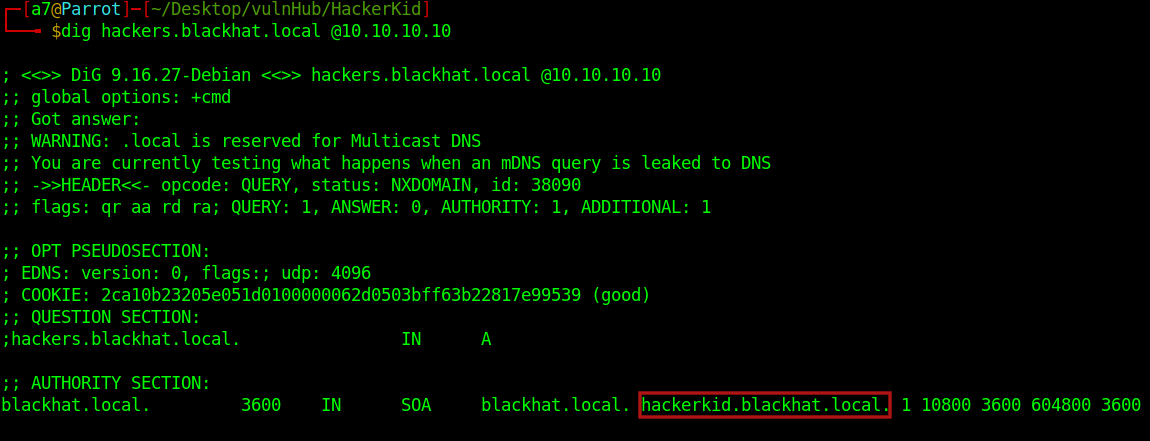 ┌─[a7@Parrot]─[~/Desktop/vulnHub/HackerKid]
└──╼ $dig hackers.blackhat.local @10.10.10.10
; <<>> DiG 9.16.27-Debian <<>> hackers.blackhat.local @10.10.10.10
;; global options: +cmd
;; Got answer:
;; WARNING: .local is reserved for Multicast DNS
;; You are currently testing what happens when an mDNS query is leaked to DNS
;; ->>HEADER<<- opcode: QUERY, status: NXDOMAIN, id: 38090
;; flags: qr aa rd ra; QUERY: 1, ANSWER: 0, AUTHORITY: 1, ADDITIONAL: 1
;; OPT PSEUDOSECTION:
; EDNS: version: 0, flags:; udp: 4096
; COOKIE: 2ca10b23205e051d0100000062d0503bff63b22817e99539 (good)
;; QUESTION SECTION:
;hackers.blackhat.local. IN A
;; AUTHORITY SECTION:
blackhat.local. 3600 IN SOA blackhat.local. hackerkid.blackhat.local. 1 10800 3600 604800 3600